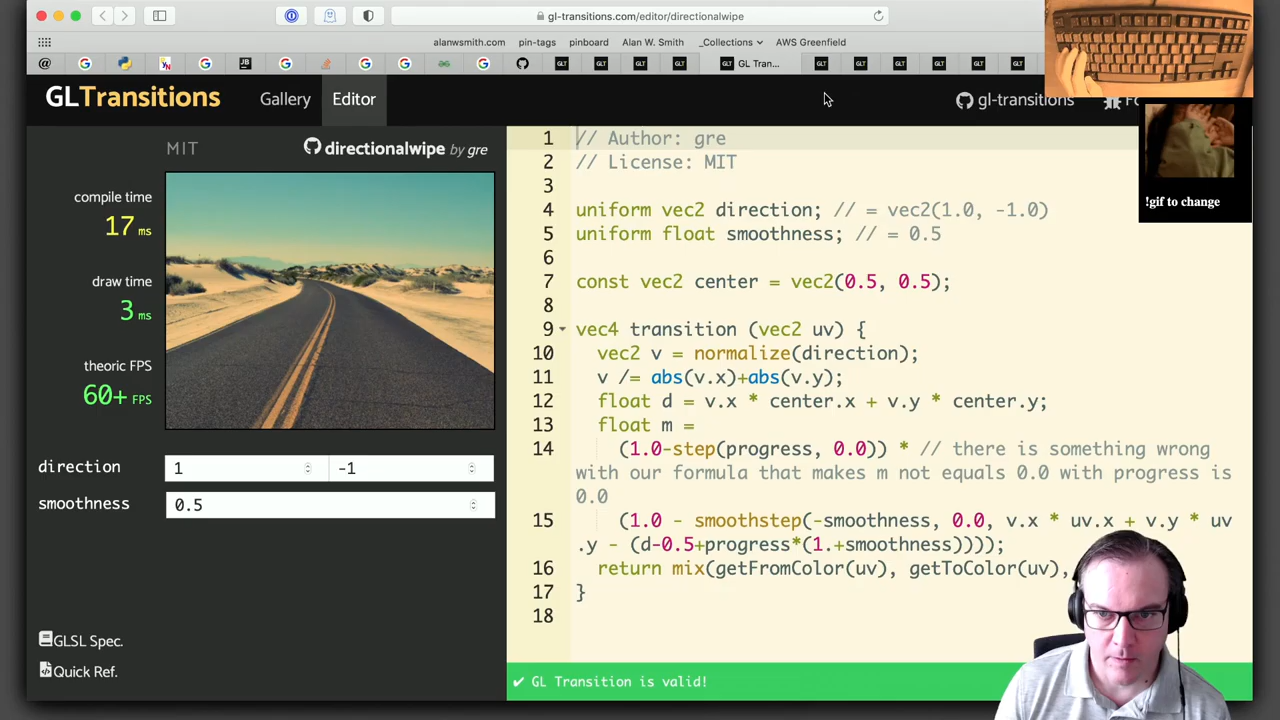 gl-transitions.com/editor/directionalwipe
alanwsmith.com pin-tags pinboard Alan W. Smith _Collections AWS Greenfield
GL Tran...
GLTransitions Gallery Editor gl-transitions
MIT directionalwipe by gre
compile time
17 ms
draw time
3 ms
theoric FPS
60+ FPS
direction 1 -1
smoothness 0.5
GLSL Spec.
Quick Ref.
1 // Author: gre
2 // License: MIT
3
4 uniform vec2 direction; // = vec2(1.0, -1.0)
5 uniform float smoothness; // = 0.5
6
7 const vec2 center = vec2(0.5, 0.5);
8
9 vec4 transition (vec2 uv) {
10 vec2 v = normalize(direction);
11 v /= abs(v.x)+abs(v.y);
12 float d = v.x * center.x + v.y * center.y;
13 float m =
14 (1.0-step(progress, 0.0)) * // there is something wrong
with our formula that makes m not equals 0.0 with progress is
0.0
15 (1.0 - smoothstep(-smoothness, 0.0, v.x * uv.x + v.y * uv
.y - (d-0.5+progress*(1.+smoothness))));
16 return mix(getFromColor(uv), getToColor(uv),
17 }
18
✔ GL Transition is valid!
!gif to change